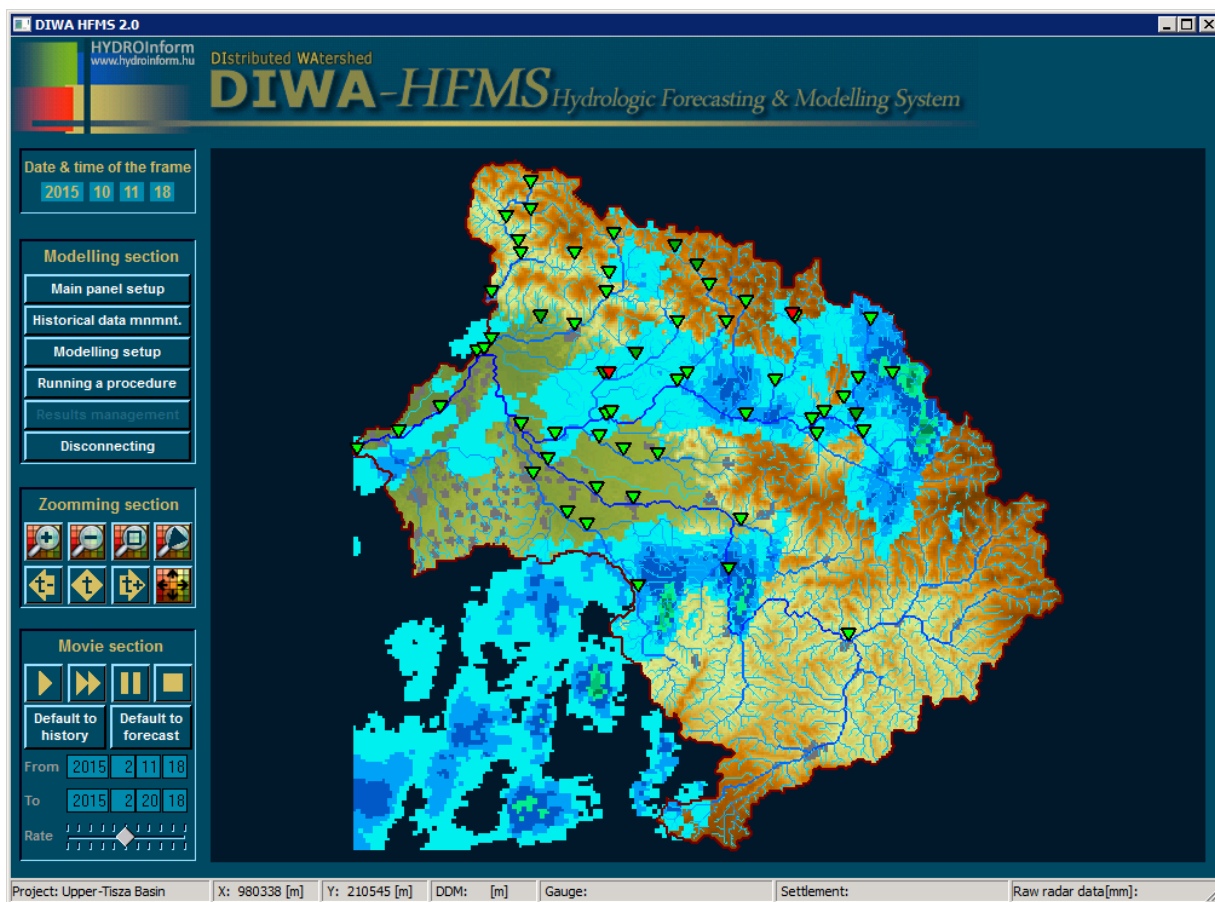 DIWA HFMS 2.0
HYDROInform
www.hydroinform.hu
DIstributed WAtershed
DIWA-HFMS Hydrologic Forecasting & Modelling System
Date & time of the frame
2015 10 11 18
Modelling section
Main panel setup
Historical data mnmnt.
Modelling setup
Running a procedure
Results management
Disconnecting
Zoomming section
t- t t+
Movie section
Default to history
Default to forecast
From 2015 2 11 18
To 2015 2 20 18
Rate
Project: Upper-Tisza Basin X: 980338 [m] Y: 210545 [m] DDM: [m] Gauge: Settlement: Raw radar data[mm]: